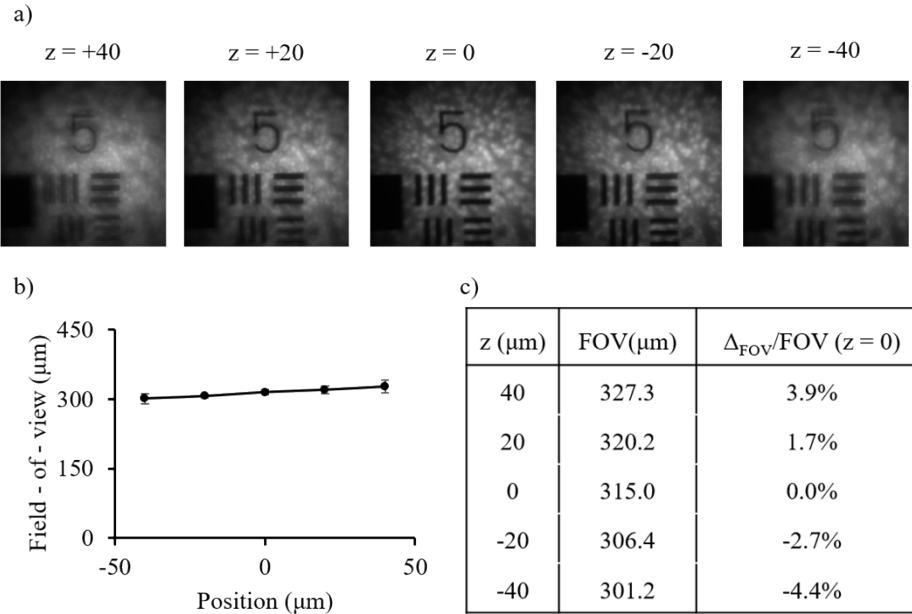 a)
z = +40 z = +20 z = 0 z = -20 z = -40
5 5 5 5 5
b)
450
300
150
0
-50 0 50
Field - of - view (μm)
Position (μm)
c)
z (μm) FOV(μm) Δ_FOV/FOV (z = 0)
40 327.3 3.9%
20 320.2 1.7%
0 315.0 0.0%
-20 306.4 -2.7%
-40 301.2 -4.4%